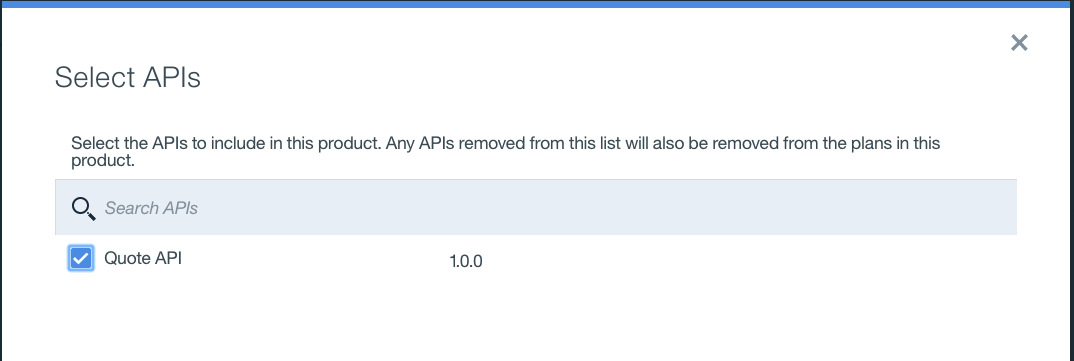 Select APIs
Select the APIs to include in this product. Any APIs removed from this list will also be removed from the plans in this
product.
Search APIs
Quote API 1.0.0